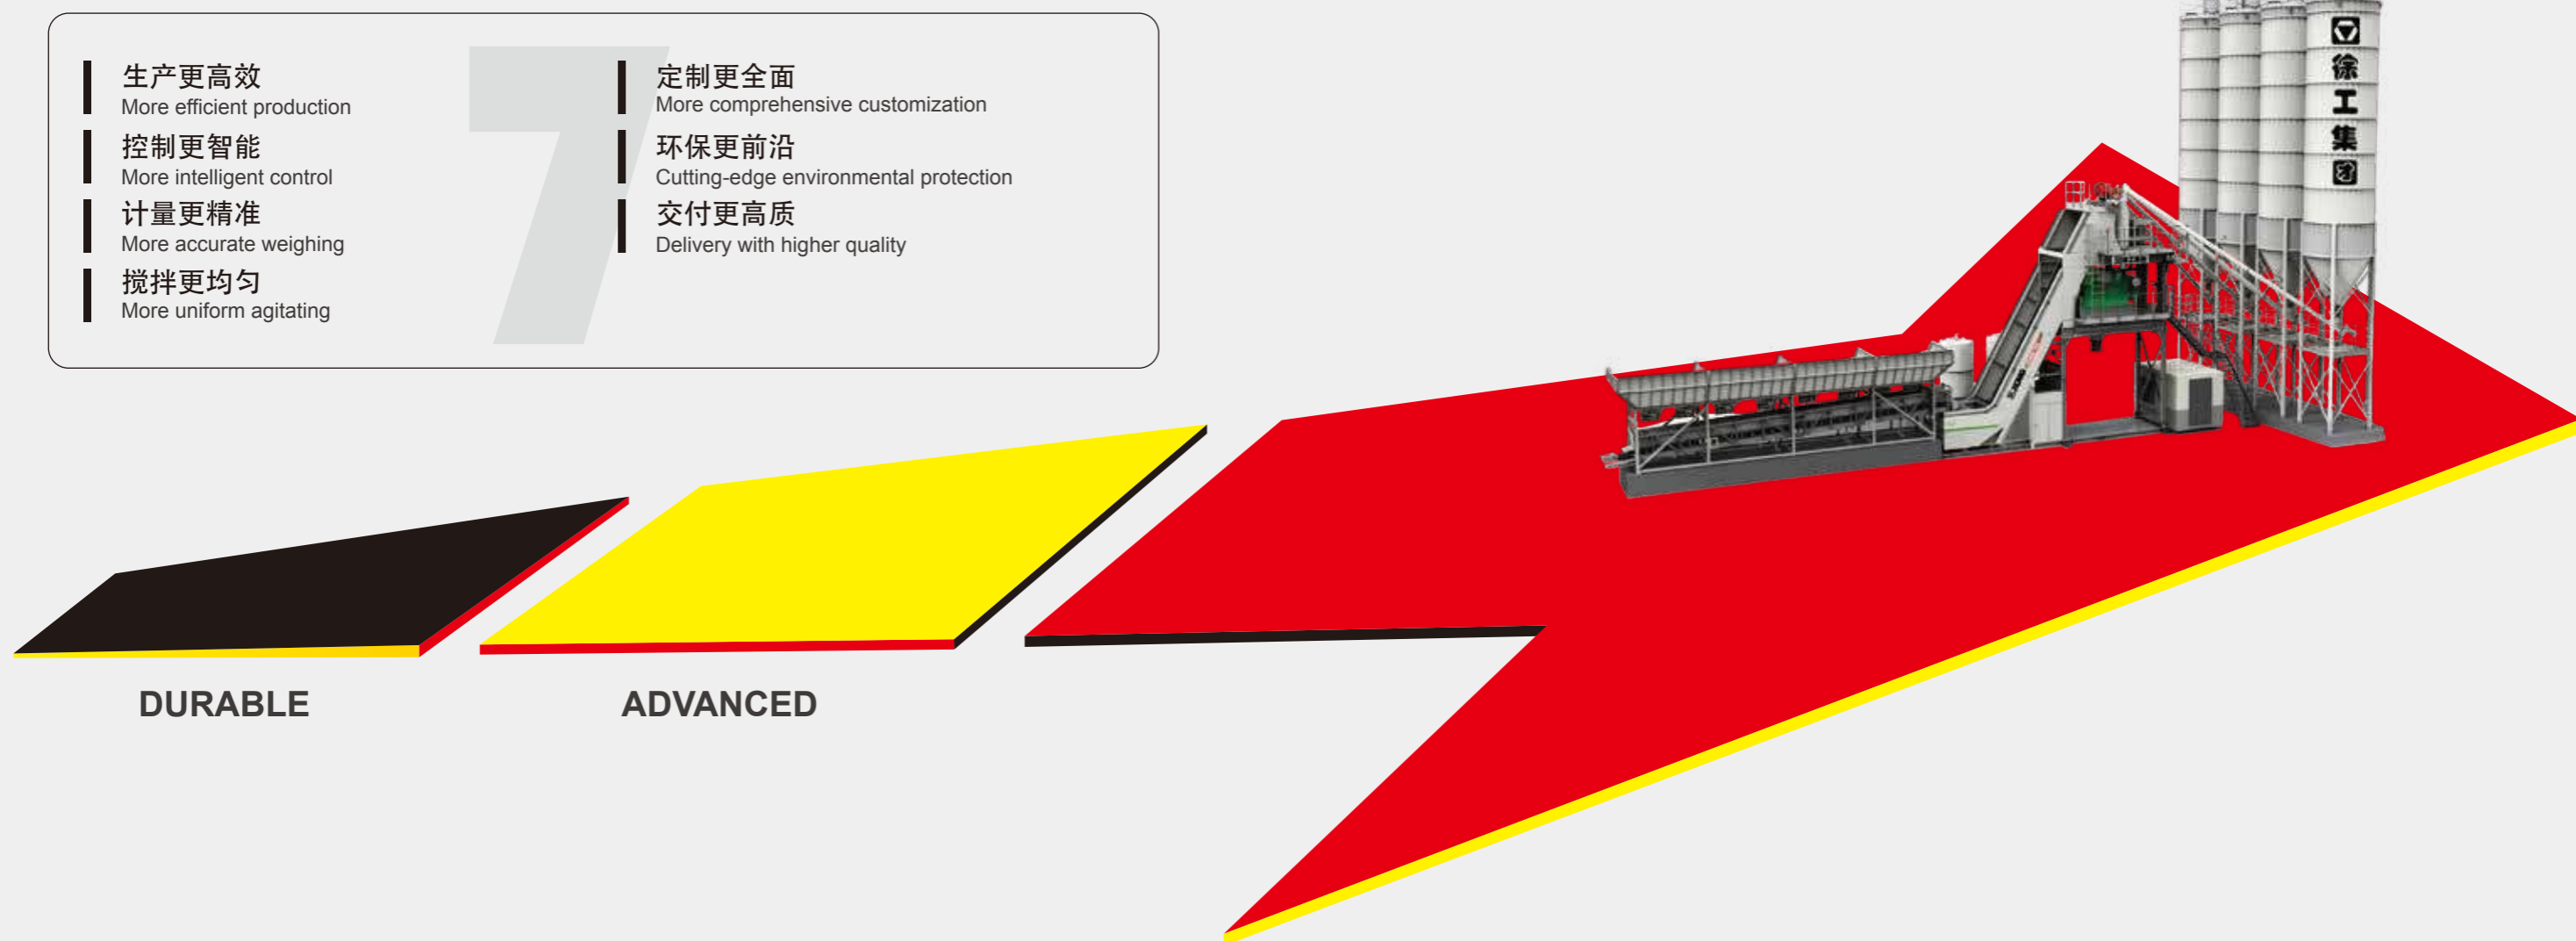 生产更高效
More efficient production
控制更智能
More intelligent control
计量更精准
More accurate weighing
搅拌更均匀
More uniform agitating
7
定制更全面
More comprehensive customization
环保更前沿
Cutting-edge environmental protection
交付更高质
Delivery with higher quality
徐工集团
DURABLE
ADVANCED